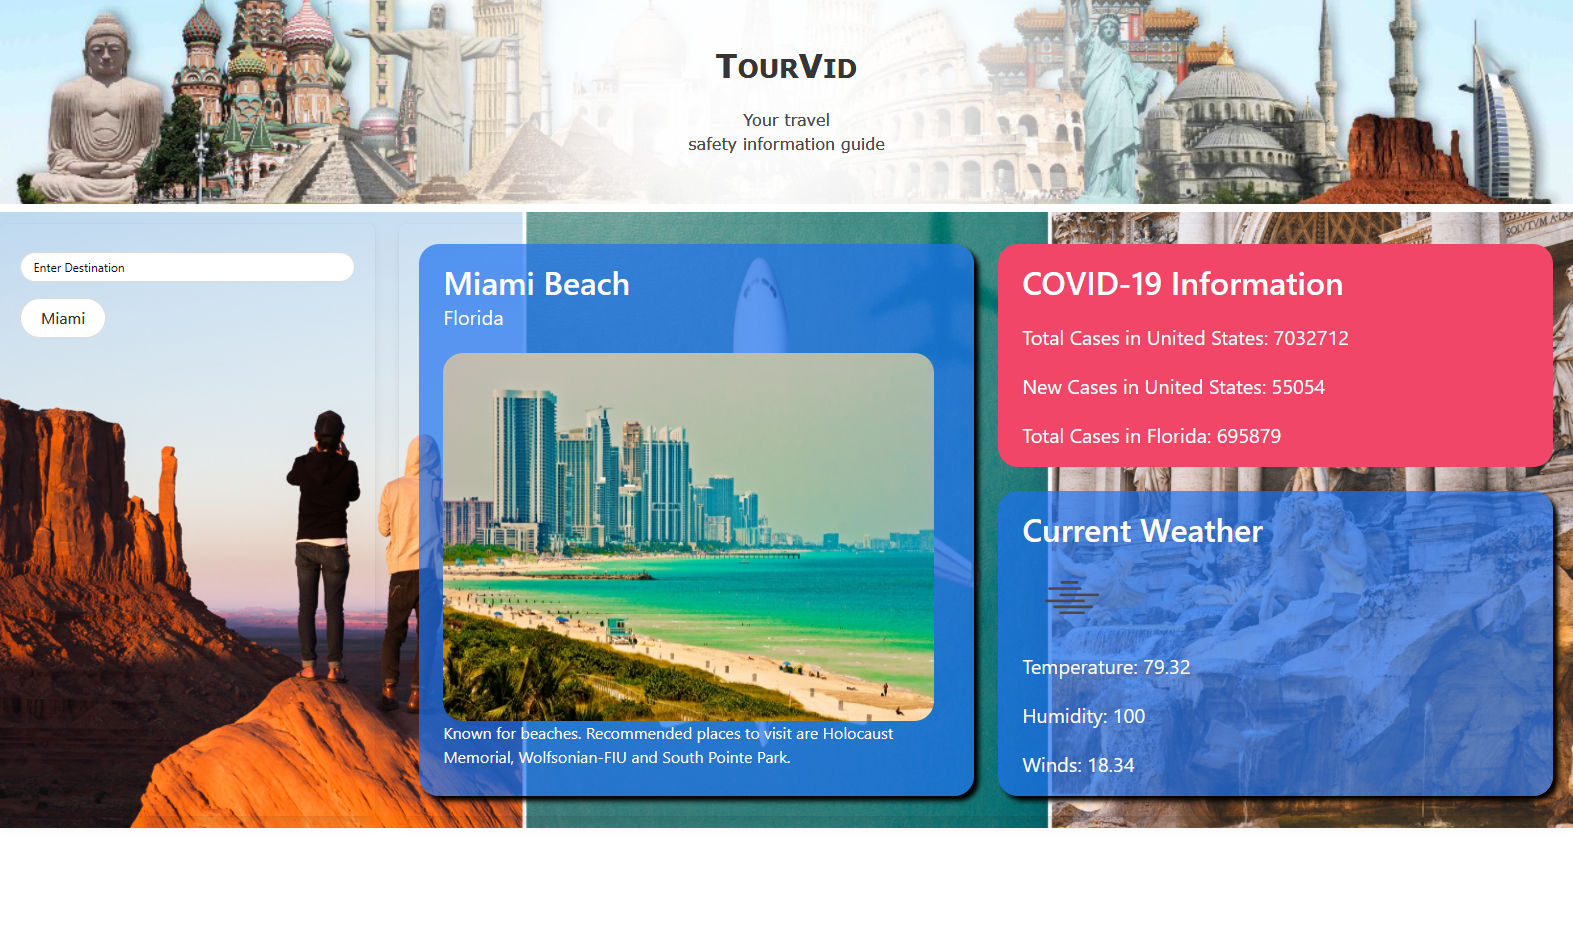 TourVid
Your travel
safety information guide
Enter Destination
Miami
Miami Beach
Florida
Known for beaches. Recommended places to visit are Holocaust
Memorial, Wolfsonian-FIU and South Pointe Park.
COVID-19 Information
Total Cases in United States: 7032712
New Cases in United States: 55054
Total Cases in Florida: 695879
Current Weather
Temperature: 79.32
Humidity: 100
Winds: 18.34